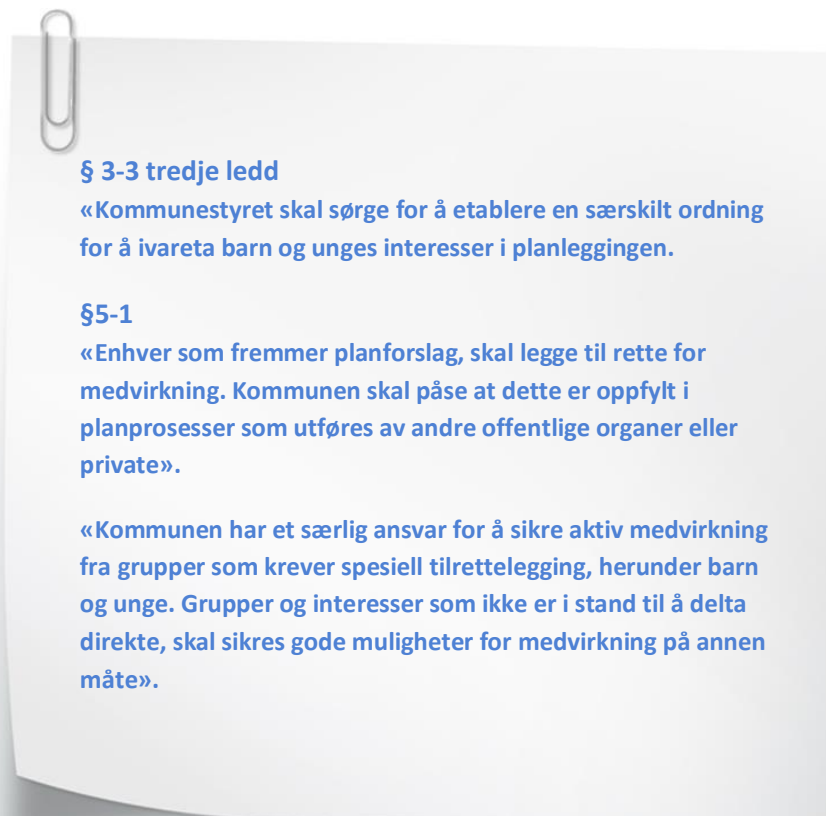 § 3-3 tredje ledd
«Kommunestyret skal sørge for å etablere en særskilt ordning
for å ivareta barn og unges interesser i planleggingen.
§5-1
«Enhver som fremmer planforslag, skal legge til rette for
medvirkning. Kommunen skal påse at dette er oppfylt i
planprosesser som utføres av andre offentlige organer eller
private».
«Kommunen har et særlig ansvar for å sikre aktiv medvirkning
fra grupper som krever spesiell tilrettelegging, herunder barn
og unge. Grupper og interesser som ikke er i stand til å delta
direkte, skal sikres gode muligheter for medvirkning på annen
måte».